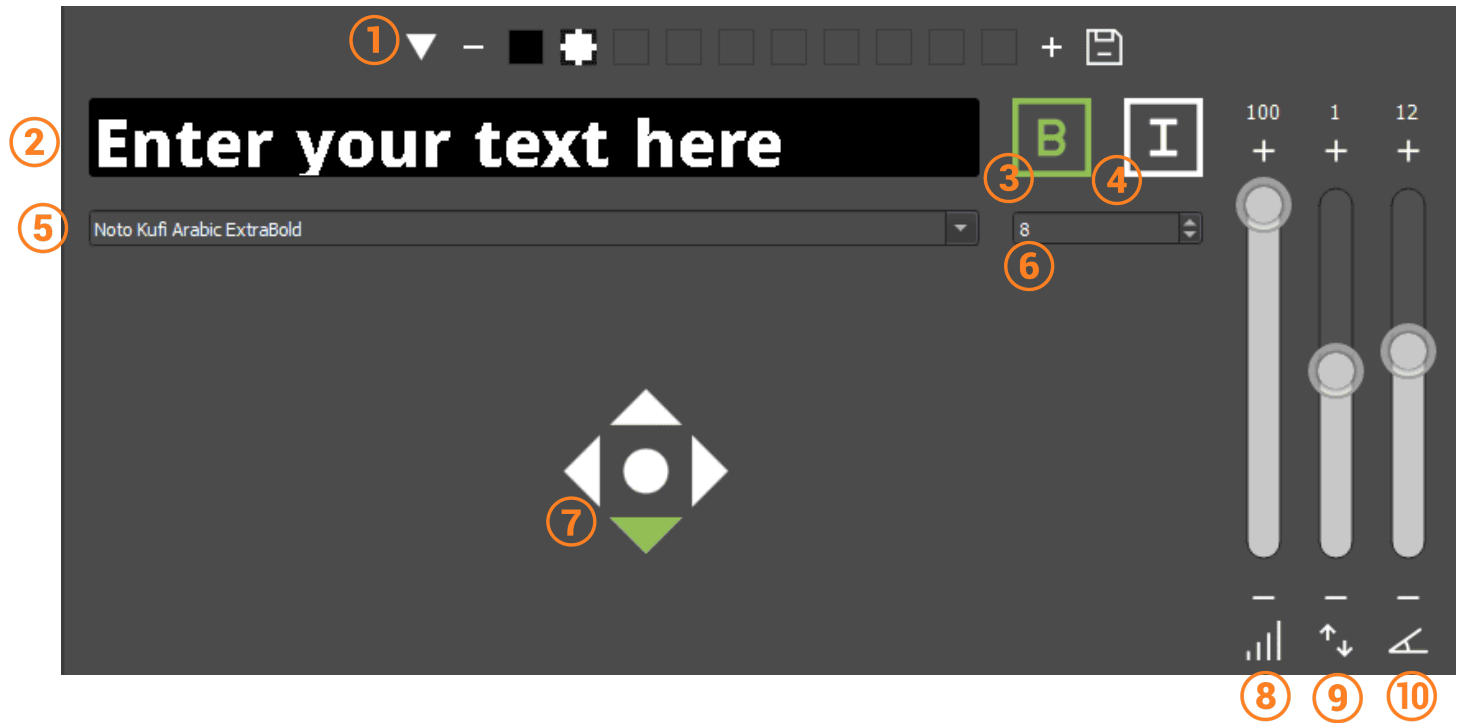 1 − +
2 Enter your text here B I 100 1 12
3 4 + + +
5 Noto Kufi Arabic ExtraBold 8
6
7
− − −
8 9 10